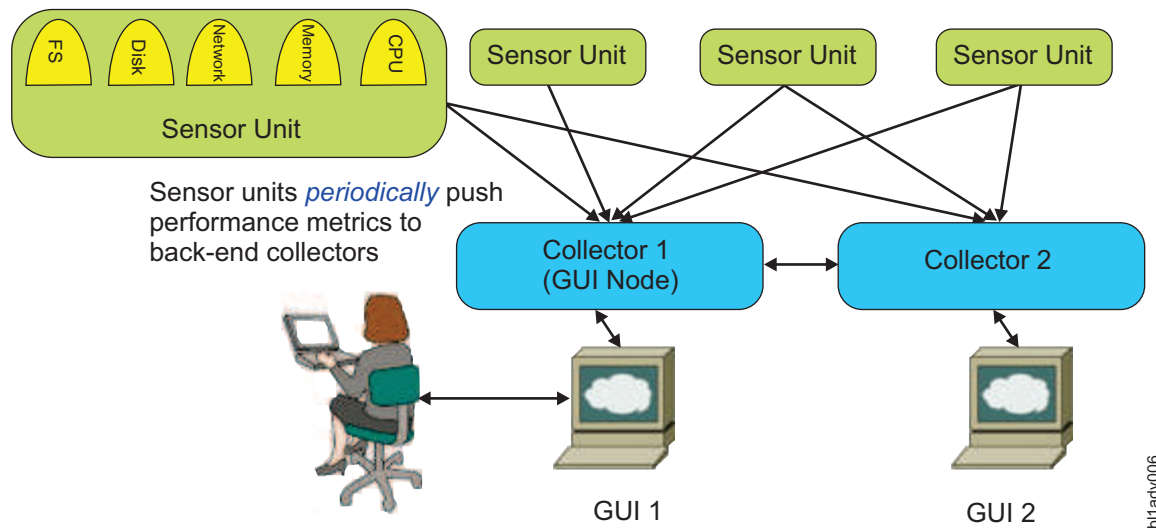 FS
Disk
Network
Memory
CPU
Sensor Unit
Sensor Unit
Sensor Unit
Sensor Unit
Sensor units periodically push
performance metrics to
back-end collectors
Collector 1
(GUI Node)
Collector 2
GUI 1
GUI 2
bl1adv006